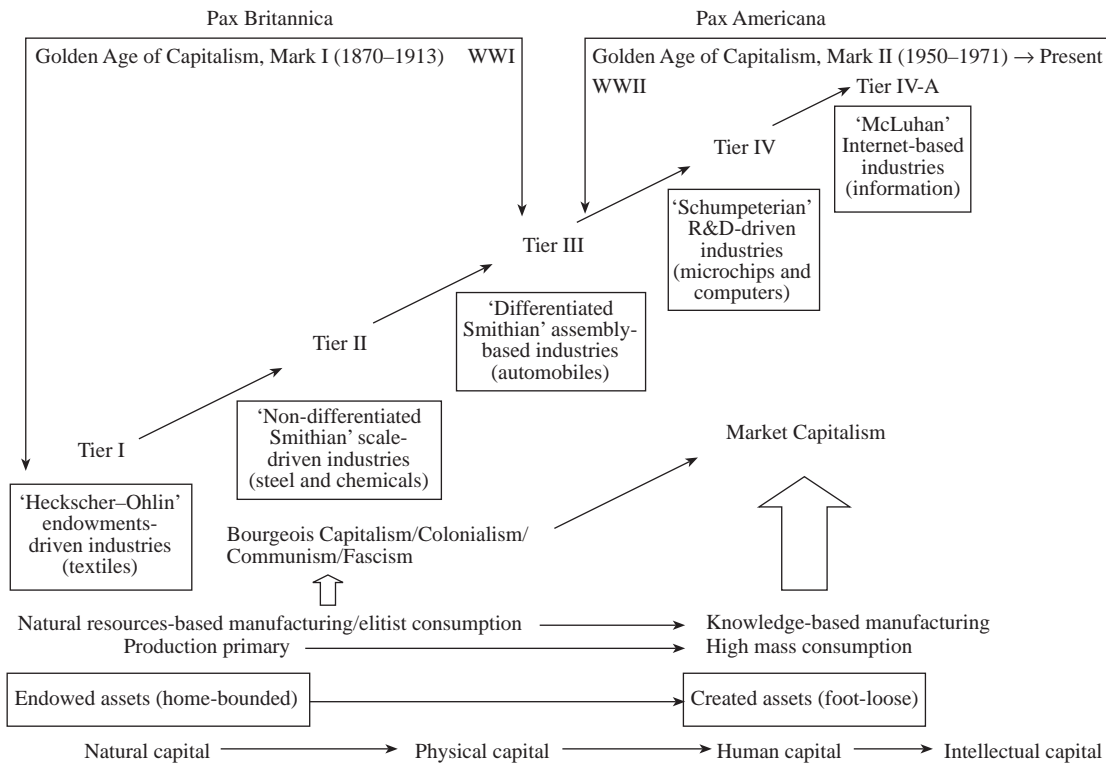 Pax Britannica
Pax Americana
Golden Age of Capitalism, Mark I (1870–1913) WWI
Golden Age of Capitalism, Mark II (1950–1971) → Present
WWII
Tier IV-A
‘McLuhan’
Internet-based
industries
(information)
Tier IV
‘Schumpeterian’
R&D-driven
industries
(microchips and
computers)
Tier III
‘Differentiated
Smithian’ assembly-
based industries
(automobiles)
Tier II
‘Non-differentiated
Smithian’ scale-
driven industries
(steel and chemicals)
Tier I
‘Heckscher–Ohlin’
endowments-
driven industries
(textiles)
Market Capitalism
Bourgeois Capitalism/Colonialism/
Communism/Fascism
Natural resources-based manufacturing/elitist consumption
Knowledge-based manufacturing
Production primary
High mass consumption
Endowed assets (home-bounded)
Created assets (foot-loose)
Natural capital
Physical capital
Human capital
Intellectual capital